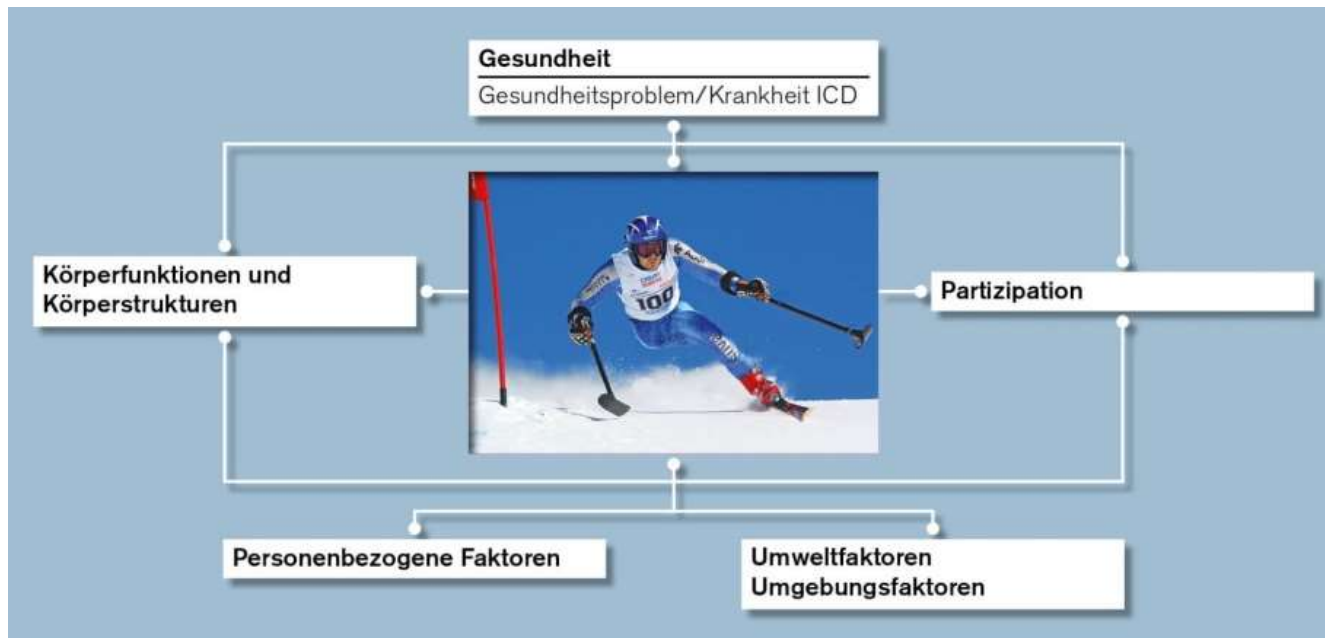 Gesundheit
Gesundheitsproblem/Krankheit ICD
Körperfunktionen und
Körperstrukturen
100
Partizipation
Personenbezogene Faktoren
Umweltfaktoren
Umgebungsfaktoren